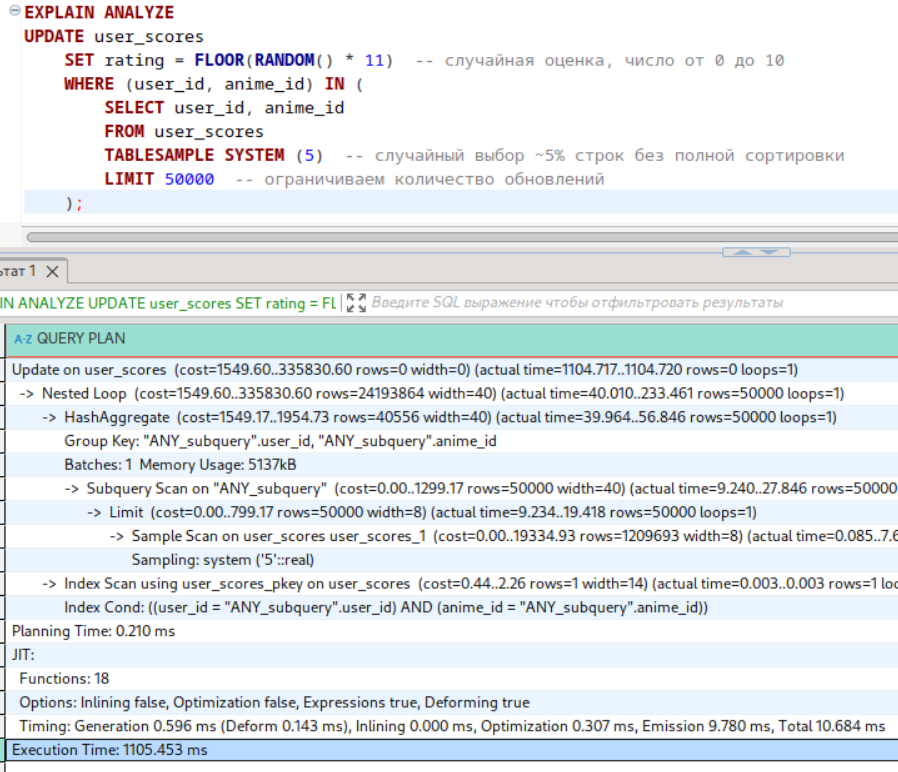 EXPLAIN ANALYZE
UPDATE user_scores
SET rating = FLOOR(RANDOM() * 11)  -- случайная оценка, число от 0 до 10
WHERE (user_id, anime_id) IN (
SELECT user_id, anime_id
FROM user_scores
TABLESAMPLE SYSTEM (5)  -- случайный выбор ~5% строк без полной сортировки
LIMIT 50000  -- ограничиваем количество обновлений
);
ьтат 1
IN ANALYZE UPDATE user_scores SET rating = FL Введите SQL выражение чтобы отфильтровать результаты
A-Z QUERY PLAN
Update on user_scores  (cost=1549.60..335830.60 rows=0 width=0) (actual time=1104.717..1104.720 rows=0 loops=1)
-> Nested Loop  (cost=1549.60..335830.60 rows=24193864 width=40) (actual time=40.010..233.461 rows=50000 loops=1)
-> HashAggregate  (cost=1549.17..1954.73 rows=40556 width=40) (actual time=39.964..56.846 rows=50000 loops=1)
Group Key: "ANY_subquery".user_id, "ANY_subquery".anime_id
Batches: 1  Memory Usage: 5137kB
-> Subquery Scan on "ANY_subquery"  (cost=0.00..1299.17 rows=50000 width=40) (actual time=9.240..27.846 rows=50000
-> Limit  (cost=0.00..799.17 rows=50000 width=8) (actual time=9.234..19.418 rows=50000 loops=1)
-> Sample Scan on user_scores user_scores_1  (cost=0.00..19334.93 rows=1209693 width=8) (actual time=0.085..7.6
Sampling: system ('5'::real)
-> Index Scan using user_scores_pkey on user_scores  (cost=0.44..2.26 rows=1 width=14) (actual time=0.003..0.003 rows=1 loo
Index Cond: ((user_id = "ANY_subquery".user_id) AND (anime_id = "ANY_subquery".anime_id))
Planning Time: 0.210 ms
JIT:
Functions: 18
Options: Inlining false, Optimization false, Expressions true, Deforming true
Timing: Generation 0.596 ms (Deform 0.143 ms), Inlining 0.000 ms, Optimization 0.307 ms, Emission 9.780 ms, Total 10.684 ms
Execution Time: 1105.453 ms